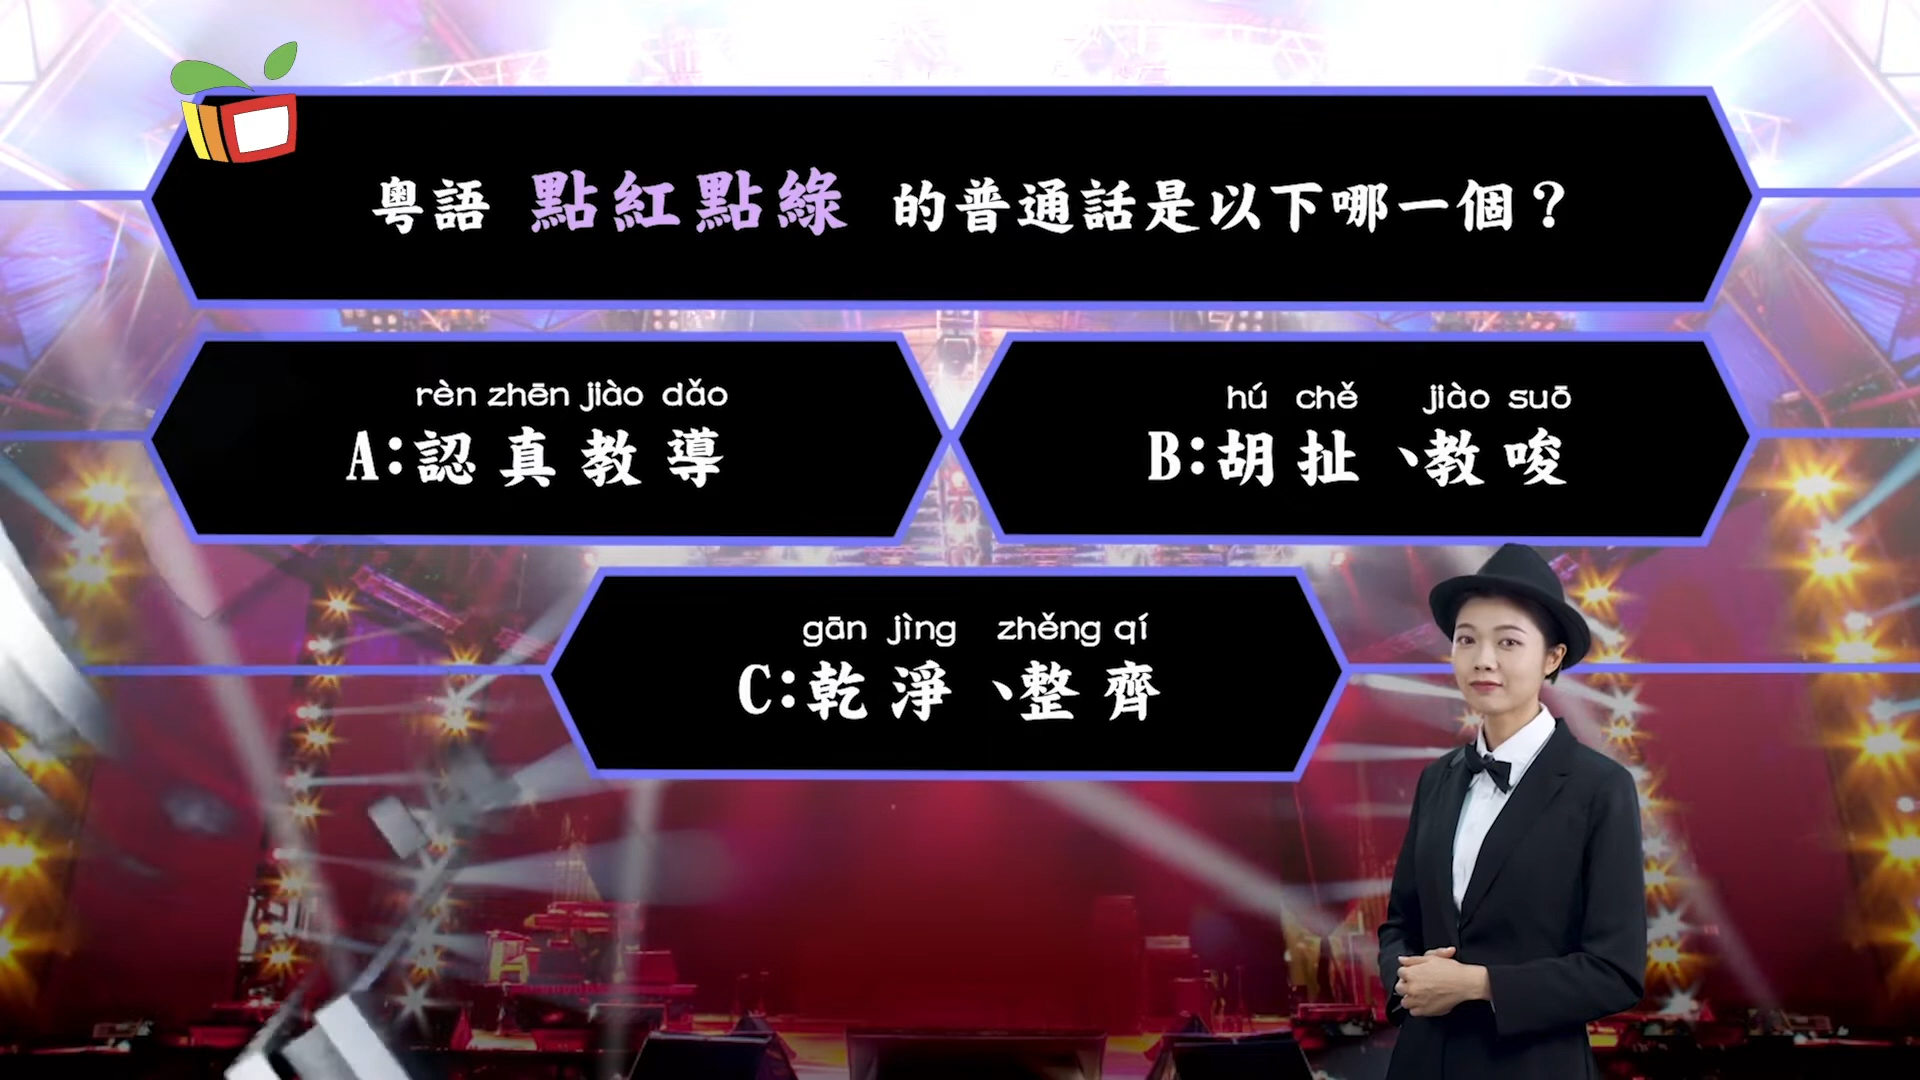 粵語 點紅點綠 的普通話是以下哪一個？
rèn zhēn jiào dǎo
A:認真教導
hú chě jiào suō
B:胡扯、教唆
gān jìng zhěng qí
C:乾淨、整齊